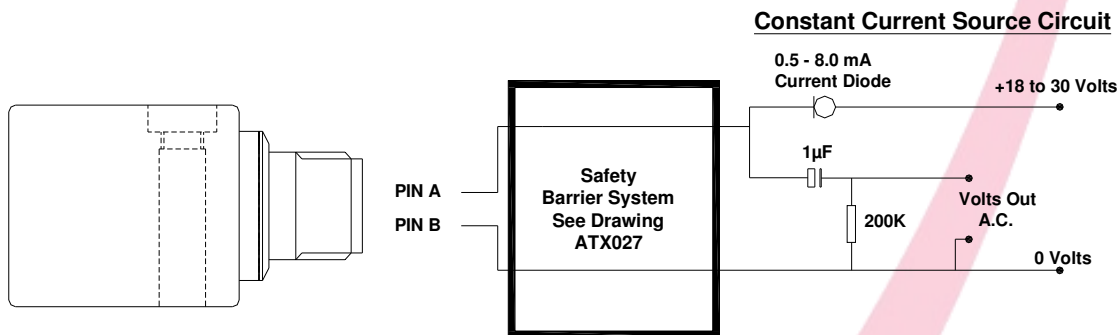 Constant Current Source Circuit
0.5 - 8.0 mA
Current Diode
+18 to 30 Volts
1µF
Safety
Barrier System
See Drawing
ATX027
PIN A
PIN B
Volts Out
A.C.
200K
0 Volts